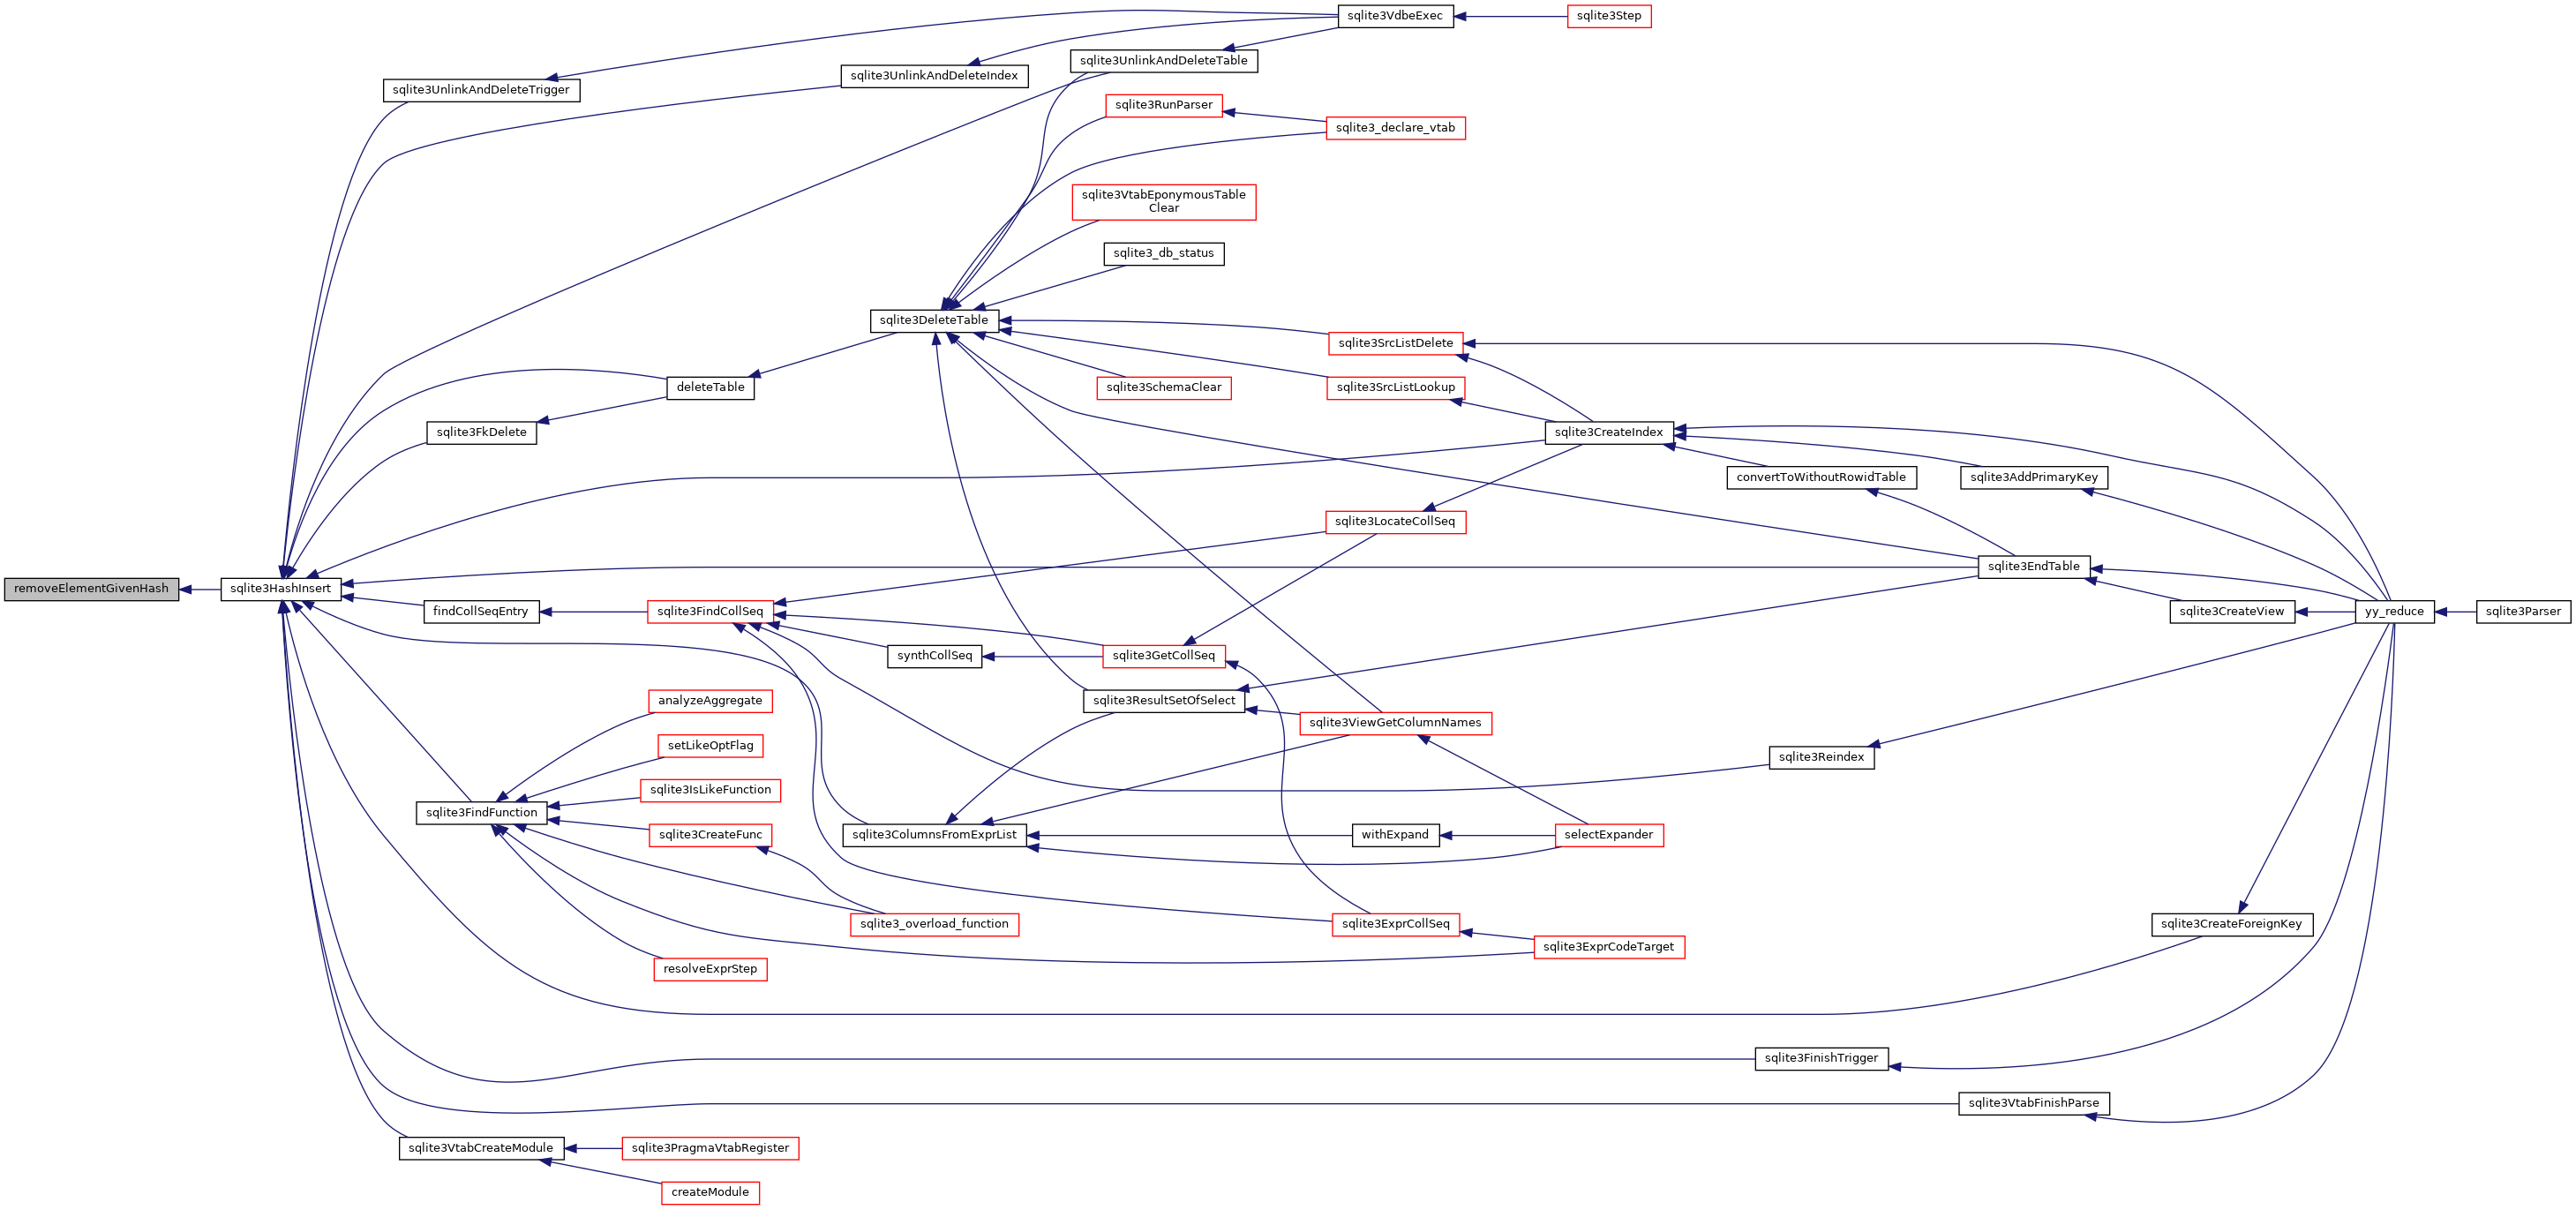 sqlite3VdbeExec
sqlite3Step
sqlite3UnlinkAndDeleteTable
sqlite3UnlinkAndDeleteIndex
sqlite3UnlinkAndDeleteTrigger
sqlite3RunParser
sqlite3_declare_vtab
sqlite3VtabEponymousTable
Clear
sqlite3_db_status
sqlite3DeleteTable
sqlite3SrcListDelete
deleteTable
sqlite3SchemaClear
sqlite3SrcListLookup
sqlite3FkDelete
sqlite3CreateIndex
convertToWithoutRowidTable
sqlite3AddPrimaryKey
sqlite3LocateCollSeq
sqlite3EndTable
removeElementGivenHash
sqlite3HashInsert
findCollSeqEntry
sqlite3FindCollSeq
sqlite3CreateView
yy_reduce
sqlite3Parser
synthCollSeq
sqlite3GetCollSeq
analyzeAggregate
sqlite3ResultSetOfSelect
sqlite3ViewGetColumnNames
setLikeOptFlag
sqlite3Reindex
sqlite3IsLikeFunction
sqlite3FindFunction
sqlite3CreateFunc
sqlite3ColumnsFromExprList
withExpand
selectExpander
sqlite3_overload_function
sqlite3ExprCollSeq
sqlite3CreateForeignKey
sqlite3ExprCodeTarget
resolveExprStep
sqlite3FinishTrigger
sqlite3VtabFinishParse
sqlite3VtabCreateModule
sqlite3PragmaVtabRegister
createModule